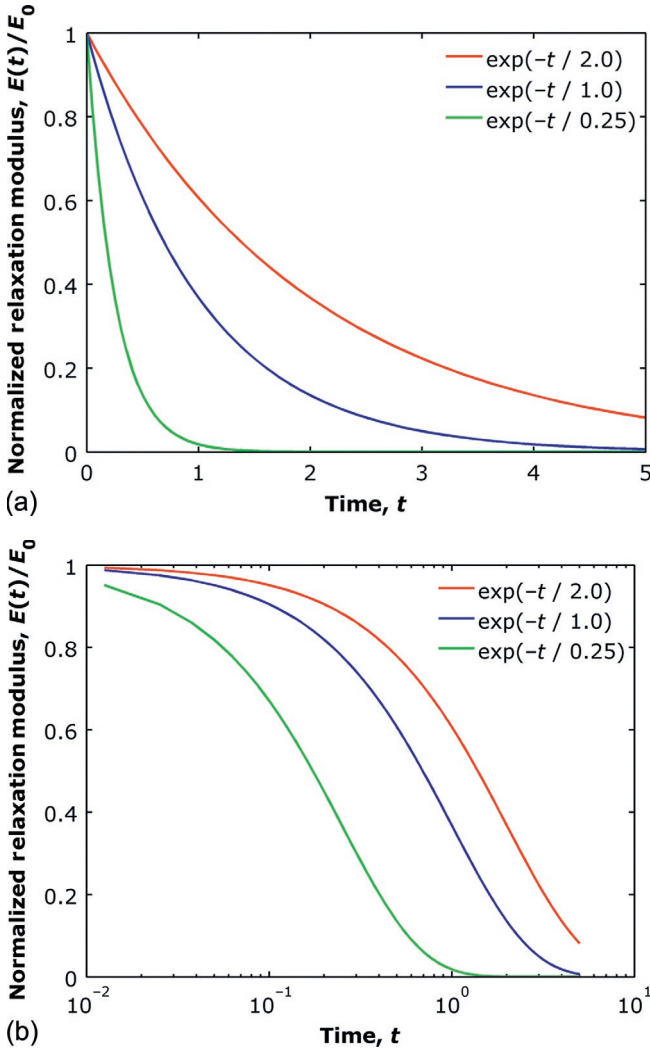 Normalized relaxation modulus, E(t)/E₀
1
0.8
0.6
0.4
0.2
0
exp(–t / 2.0)
exp(–t / 1.0)
exp(–t / 0.25)
0 1 2 3 4 5
Time, t
(a)
Normalized relaxation modulus, E(t)/E₀
1
0.8
0.6
0.4
0.2
0
exp(–t / 2.0)
exp(–t / 1.0)
exp(–t / 0.25)
10⁻² 10⁻¹ 10⁰ 10¹
Time, t
(b)